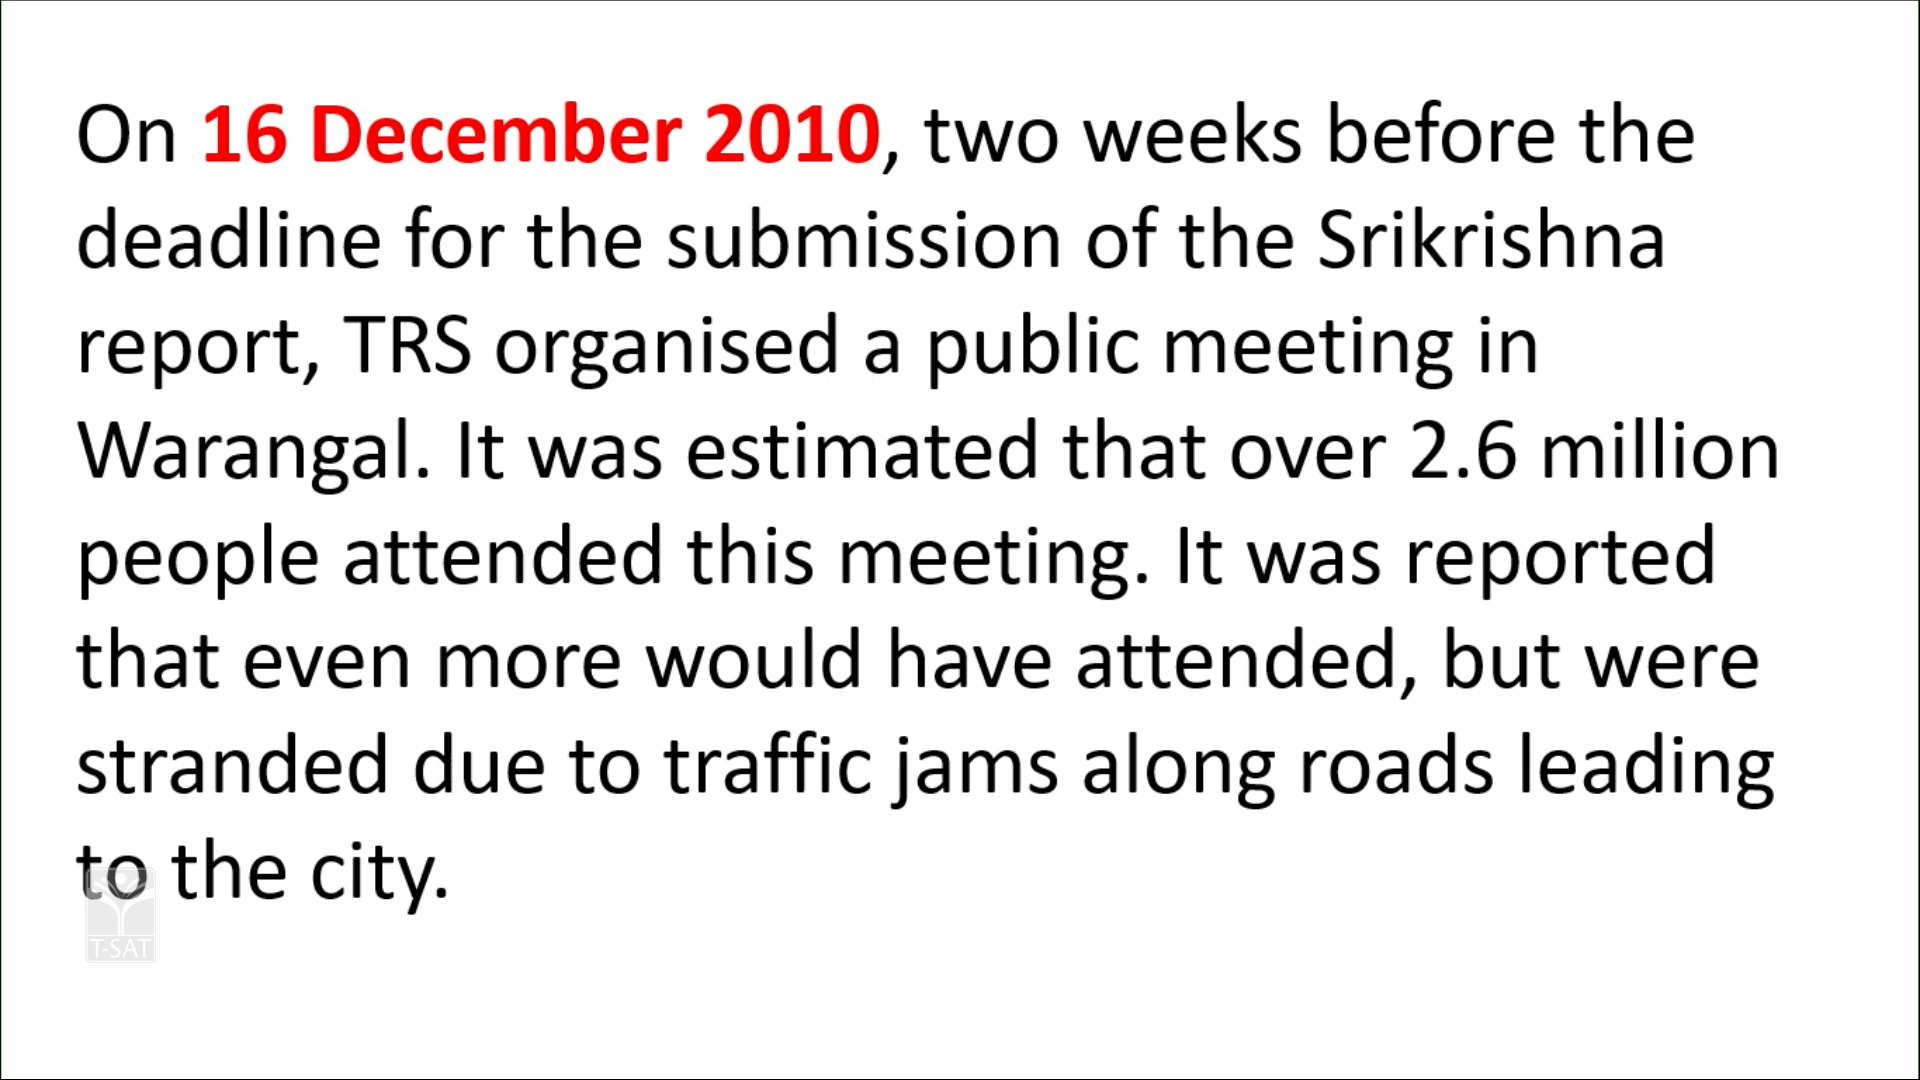 On 16 December 2010, two weeks before the
deadline for the submission of the Srikrishna
report, TRS organised a public meeting in
Warangal. It was estimated that over 2.6 million
people attended this meeting. It was reported
that even more would have attended, but were
stranded due to traffic jams along roads leading
to the city.
T-SAT